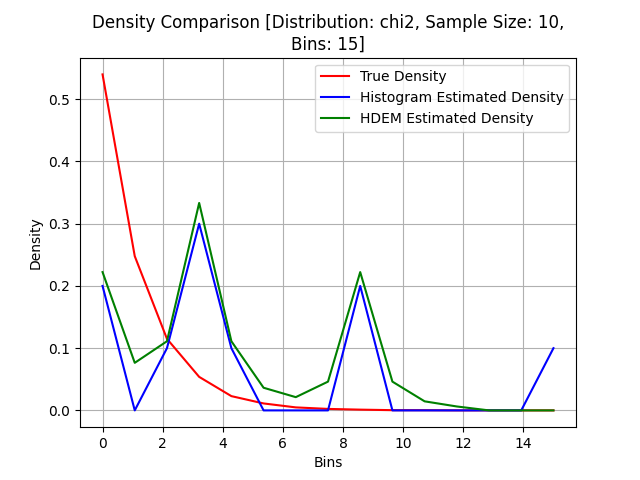 Density Comparison [Distribution: chi2, Sample Size: 10,
Bins: 15]
True Density
Histogram Estimated Density
HDEM Estimated Density
Density
0.5
0.4
0.3
0.2
0.1
0.0
0 2 4 6 8 10 12 14
Bins